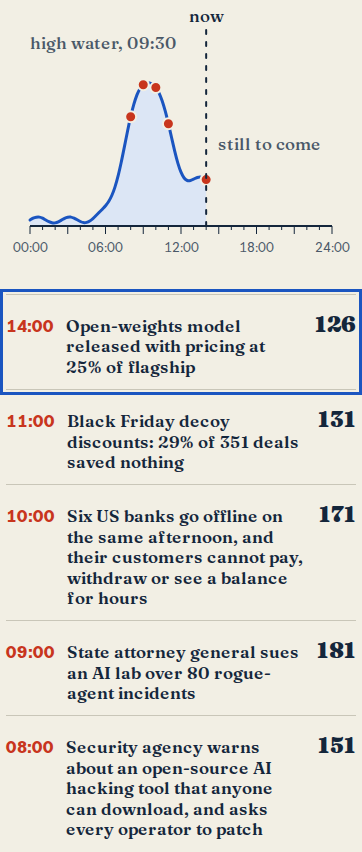 now
high water, 09:30
still to come
00:00 06:00 12:00 18:00 24:00
14:00 Open-weights model 126
released with pricing at
25% of flagship
11:00 Black Friday decoy 131
discounts: 29% of 351 deals
saved nothing
10:00 Six US banks go offline on 171
the same afternoon, and
their customers cannot pay,
withdraw or see a balance
for hours
09:00 State attorney general sues 181
an AI lab over 80 rogue-
agent incidents
08:00 Security agency warns 151
about an open-source AI
hacking tool that anyone
can download, and asks
every operator to patch